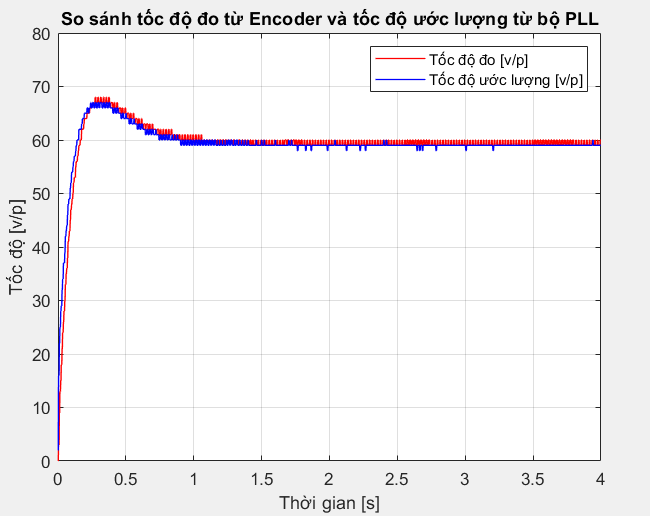 So sánh tốc độ đo từ Encoder và tốc độ ước lượng từ bộ PLL
80
70
60
50
40
30
20
10
0
Tốc độ [v/p]
Tốc độ đo [v/p]
Tốc độ ước lượng [v/p]
0 0.5 1 1.5 2 2.5 3 3.5 4
Thời gian [s]